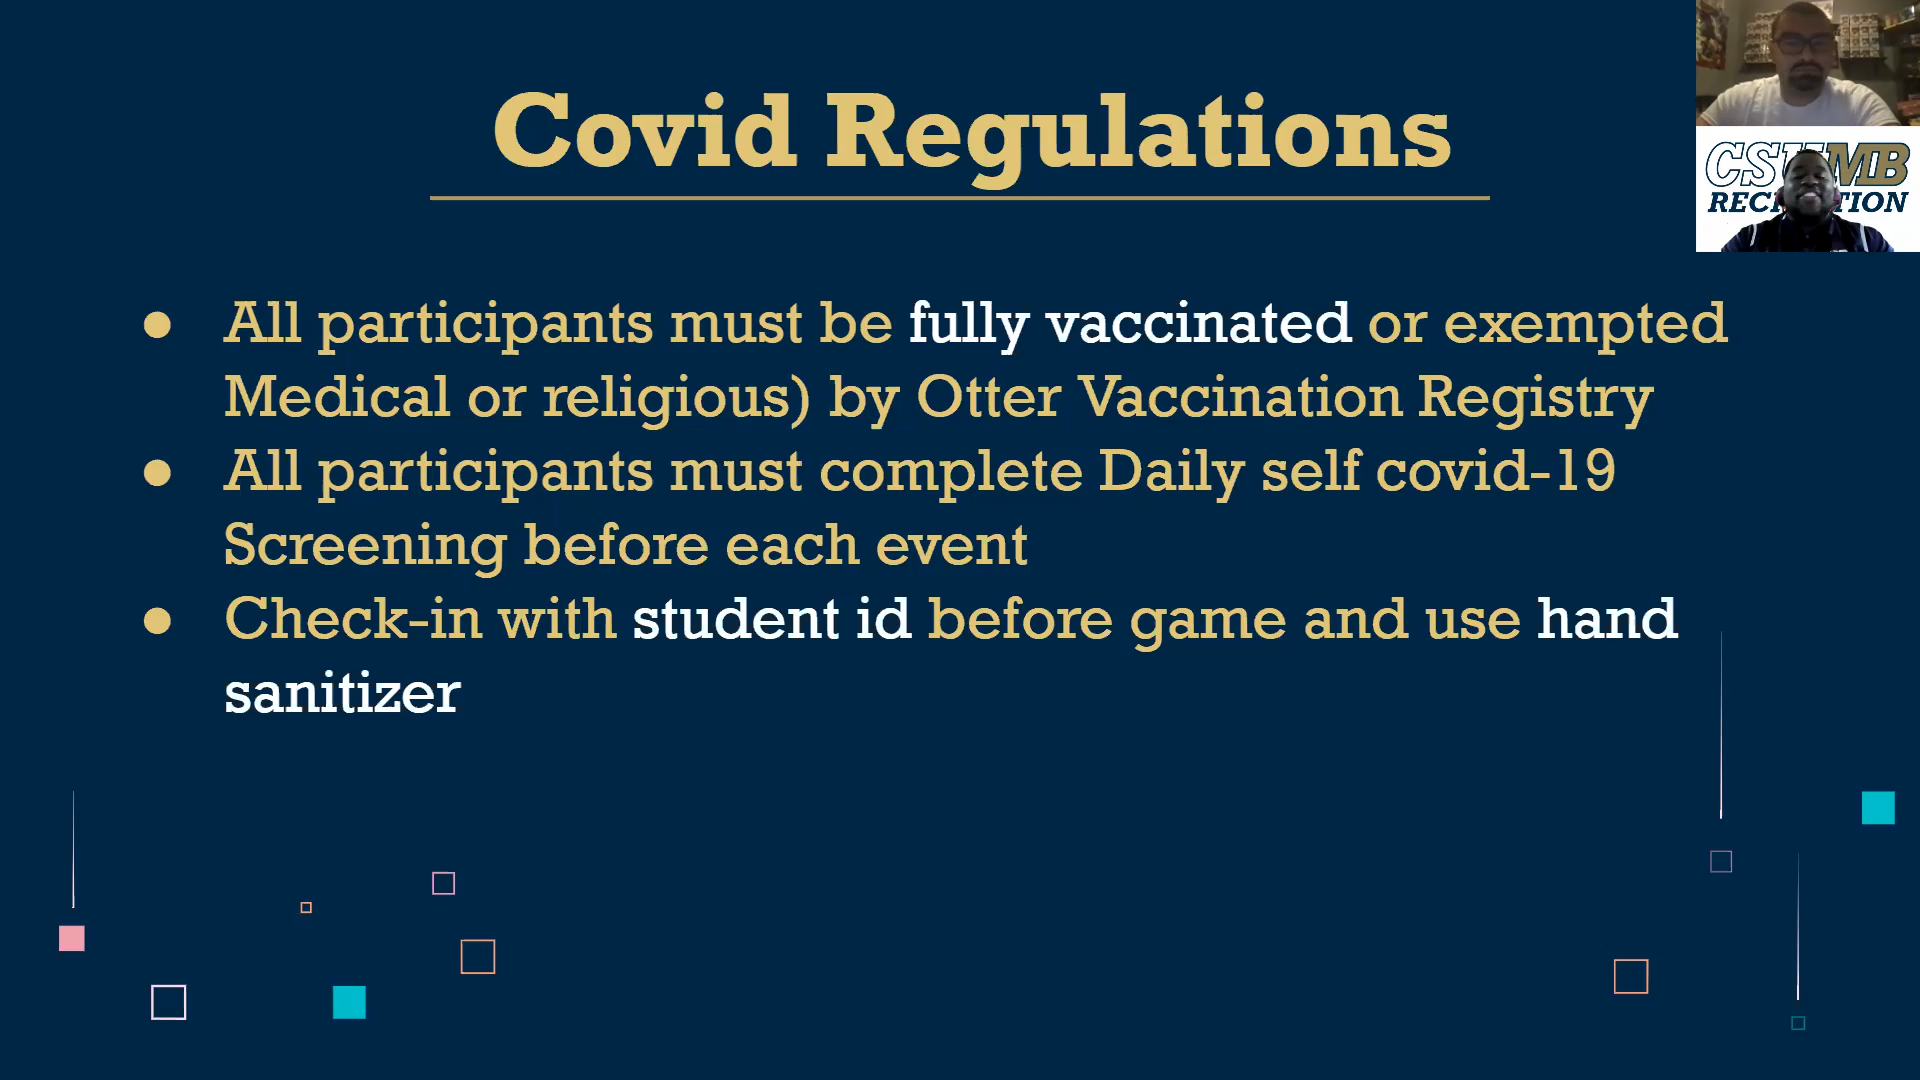 Covid Regulations
● All participants must be fully vaccinated or exempted
Medical or religious) by Otter Vaccination Registry
● All participants must complete Daily self covid-19
Screening before each event
● Check-in with student id before game and use hand
sanitizer